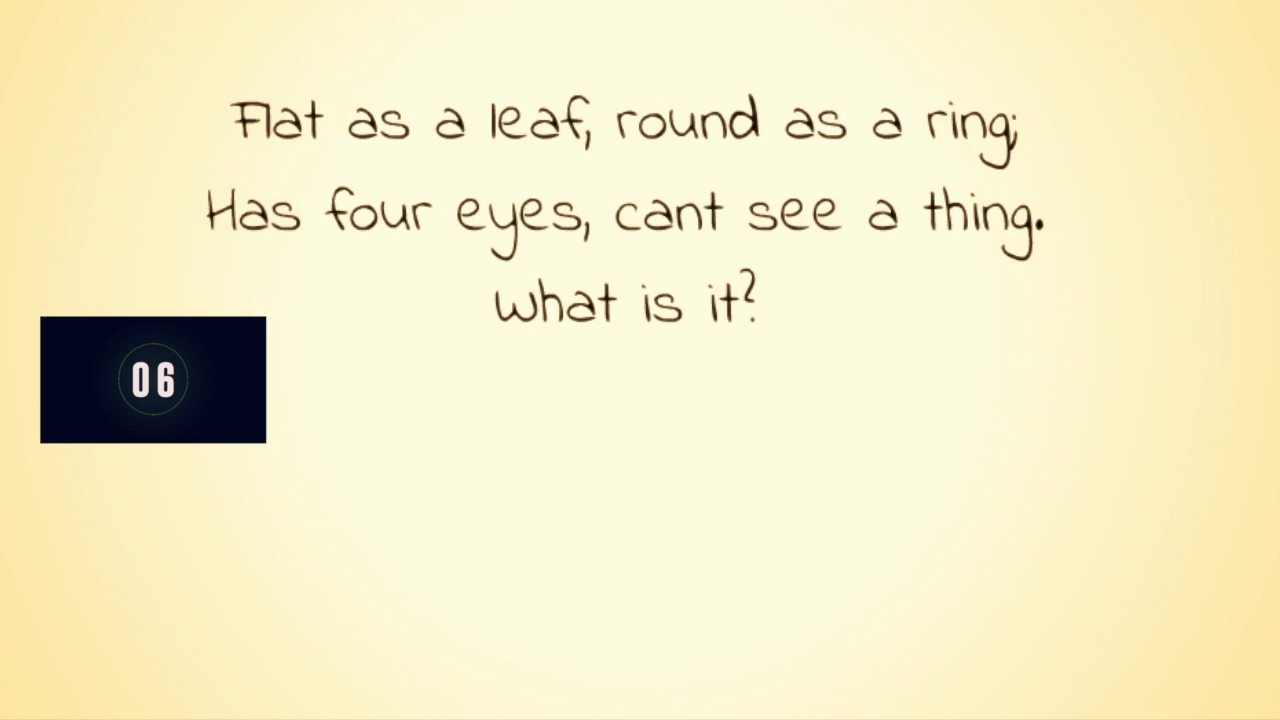 Flat as a leaf, round as a ring;
Has four eyes, cant see a thing.
What is it?
06